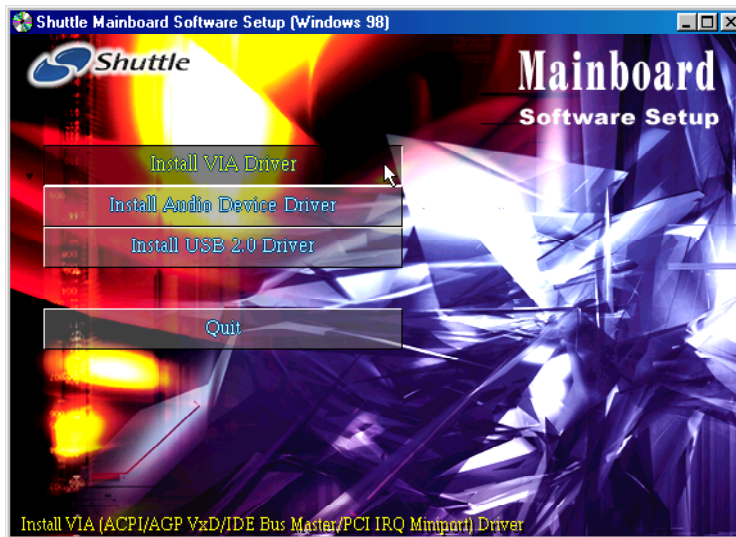 Shuttle Mainboard Software Setup (Windows 98)
Shuttle
Mainboard
Software Setup
Install VIA Driver
Install Audio Device Driver
Install USB 2.0 Driver
Quit
Install VIA (ACPI/AGP VxD/IDE Bus Master/PCI IRQ Miniport) Driver